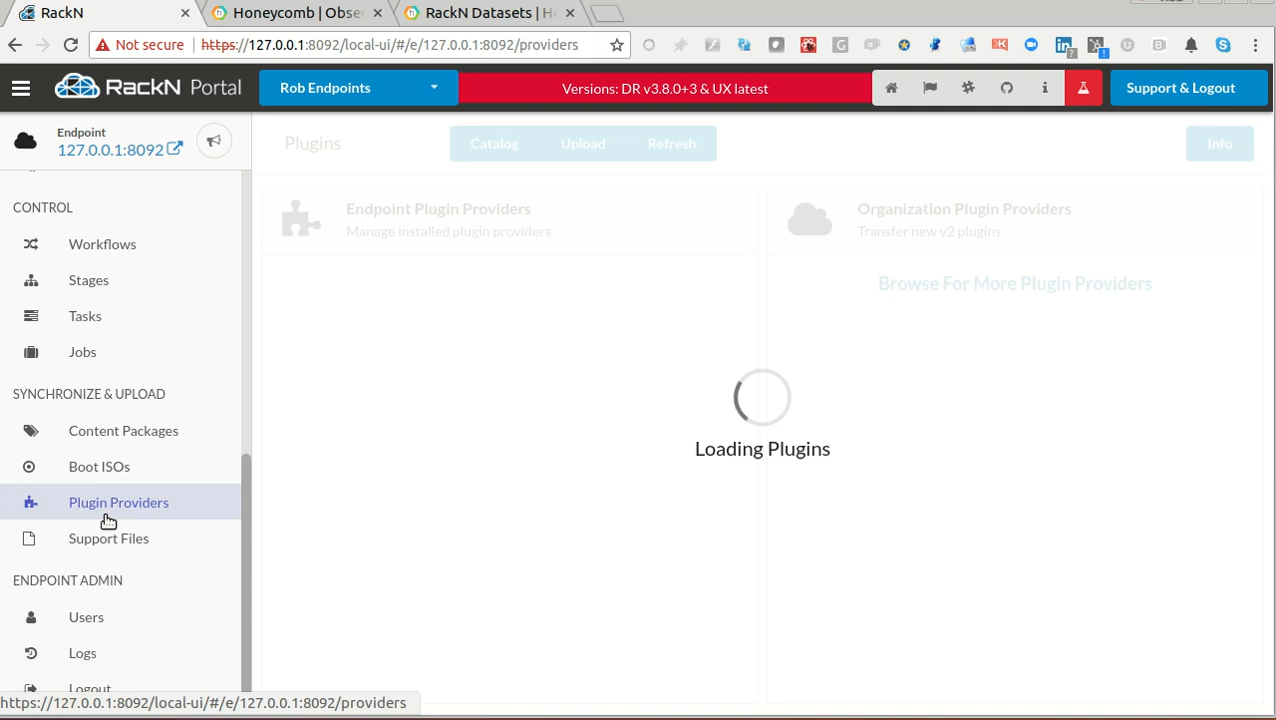 RackN
Honeycomb | Obse
RackN Datasets | H
Not secure https://127.0.0.1:8092/local-ui/#/e/127.0.0.1:8092/providers
RackN Portal
Rob Endpoints
Versions: DR v3.8.0+3 & UX latest
Support & Logout
Endpoint
127.0.0.1:8092
Plugins
Catalog
Upload
Refresh
Info
CONTROL
Workflows
Stages
Tasks
Jobs
SYNCHRONIZE & UPLOAD
Content Packages
Boot ISOs
Plugin Providers
Support Files
ENDPOINT ADMIN
Users
Logs
Logout
Endpoint Plugin Providers
Manage installed plugin providers
Organization Plugin Providers
Transfer new v2 plugins
Browse For More Plugin Providers
Loading Plugins
https://127.0.0.1:8092/local-ui/#/e/127.0.0.1:8092/providers